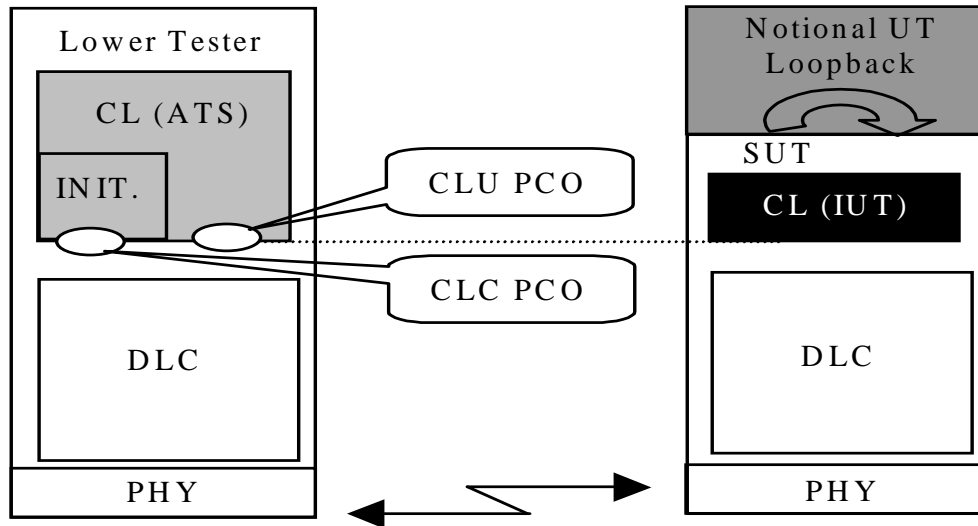 Lower Tester
CL (ATS)
INIT.
CLU PCO
CLC PCO
DLC
PHY
Notional UT
Loopback
SUT
CL (IUT)
DLC
PHY